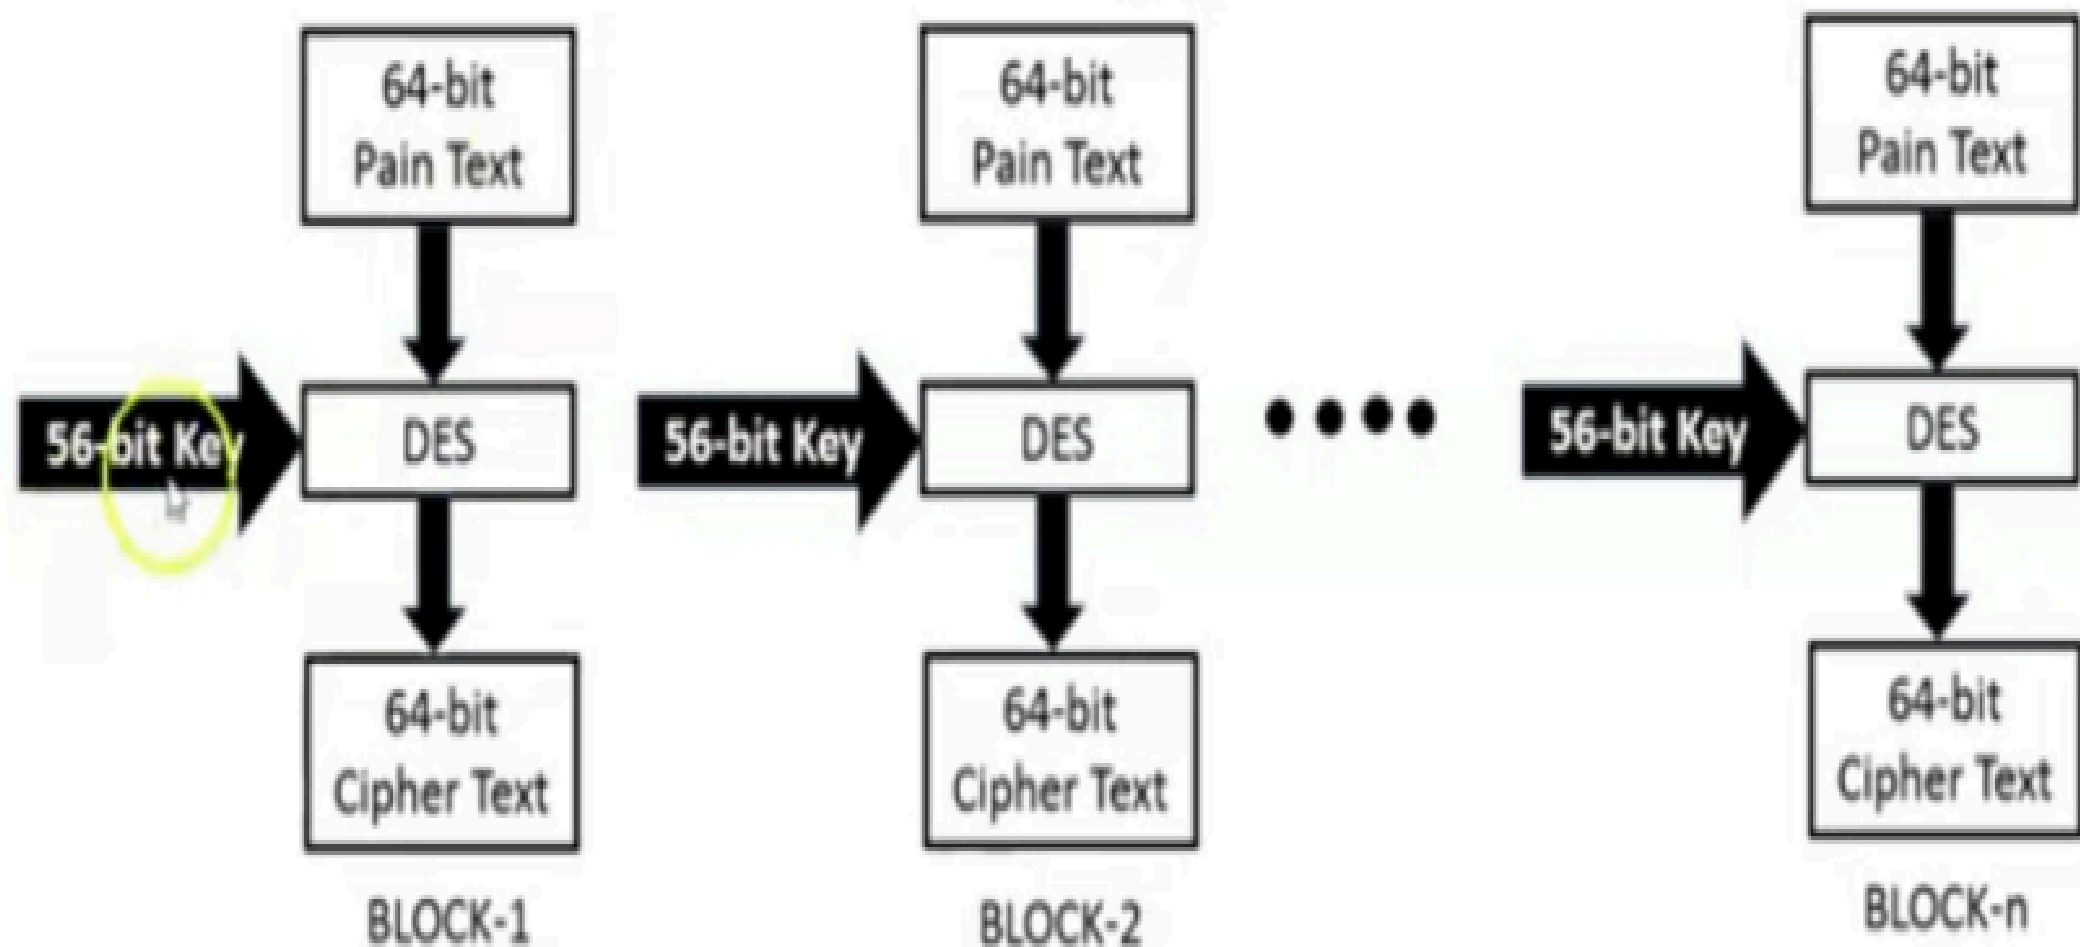 64-bit
Pain Text
64-bit
Pain Text
64-bit
Pain Text
56-bit Key
DES
56-bit Key
DES
56-bit Key
DES
64-bit
Cipher Text
64-bit
Cipher Text
64-bit
Cipher Text
BLOCK-1
BLOCK-2
BLOCK-n